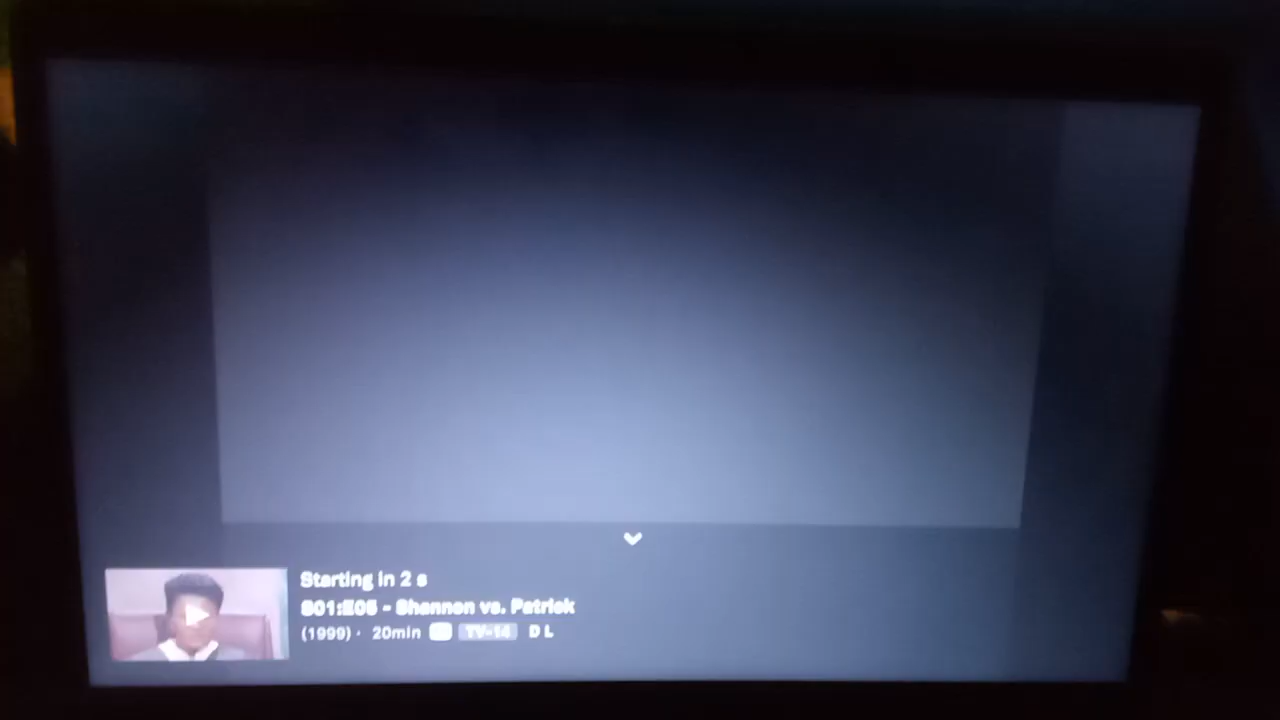 Starting in 2 s
S01:E05 - Shannon vs. Patrick
(1999) · 20min TV-14 D L